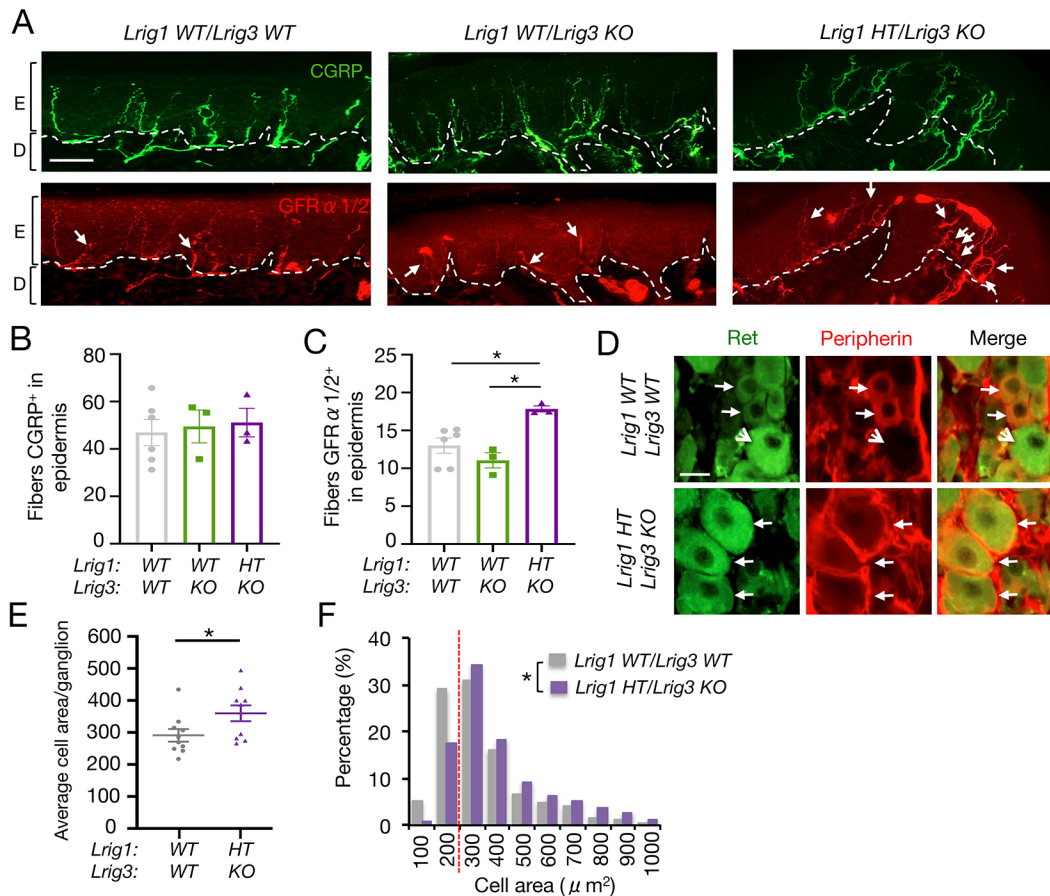 A
Lrig1 WT/Lrig3 WT
Lrig1 WT/Lrig3 KO
Lrig1 HT/Lrig3 KO
CGRP
E
D
GFR α 1/2
E
D
B
Fibers CGRP+ in
epidermis
80
60
40
20
0
Lrig1: WT WT HT
Lrig3: WT KO KO
C
Fibers GFR α 1/2+
in epidermis
25
20
15
10
5
0
*
*
Lrig1: WT WT HT
Lrig3: WT KO KO
D
Ret
Peripherin
Merge
Lrig1 WT
Lrig3 WT
Lrig1 HT
Lrig3 KO
E
Average cell area/ganglion
600
500
400
300
200
100
0
*
Lrig1: WT HT
Lrig3: WT KO
F
Percentage (%)
40
30
20
10
0
Lrig1 WT/Lrig3 WT
*
Lrig1 HT/Lrig3 KO
100 200 300 400 500 600 700 800 900 1000
Cell area ( μ m²)